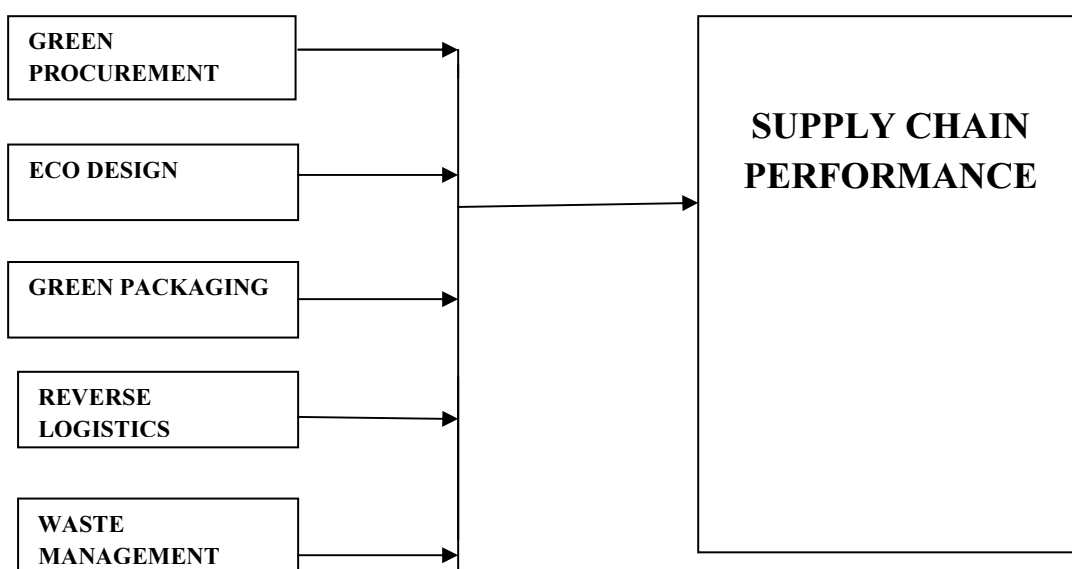 GREEN
PROCUREMENT
ECO DESIGN
GREEN PACKAGING
REVERSE
LOGISTICS
WASTE
MANAGEMENT
SUPPLY CHAIN
PERFORMANCE